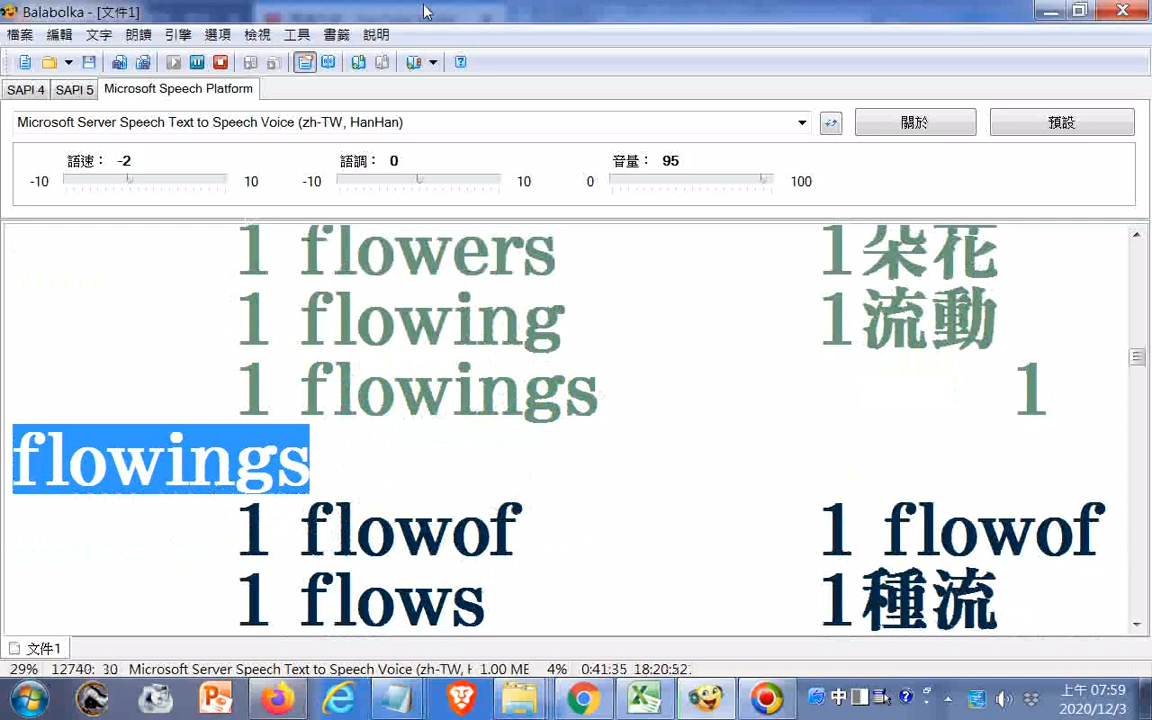 Balabolka - [文件1]
檔案 編輯 文字 朗讀 引擎 選項 檢視 工具 書籤 說明
SAPI 4 SAPI 5 Microsoft Speech Platform
Microsoft Server Speech Text to Speech Voice (zh-TW, HanHan) 關於 預設
語速： -2 語調： 0 音量： 95
-10 10 -10 10 0 100
1 flowers 1朵花
1 flowing 1流動
1 flowings 1
flowings
1 flowof 1 flowof
1 flows 1種流
文件1
29% 12740: 30 Microsoft Server Speech Text to Speech Voice (zh-TW, H 1.00 ME 4% 0:41:35 18:20:52
中 上午 07:59
2020/12/3